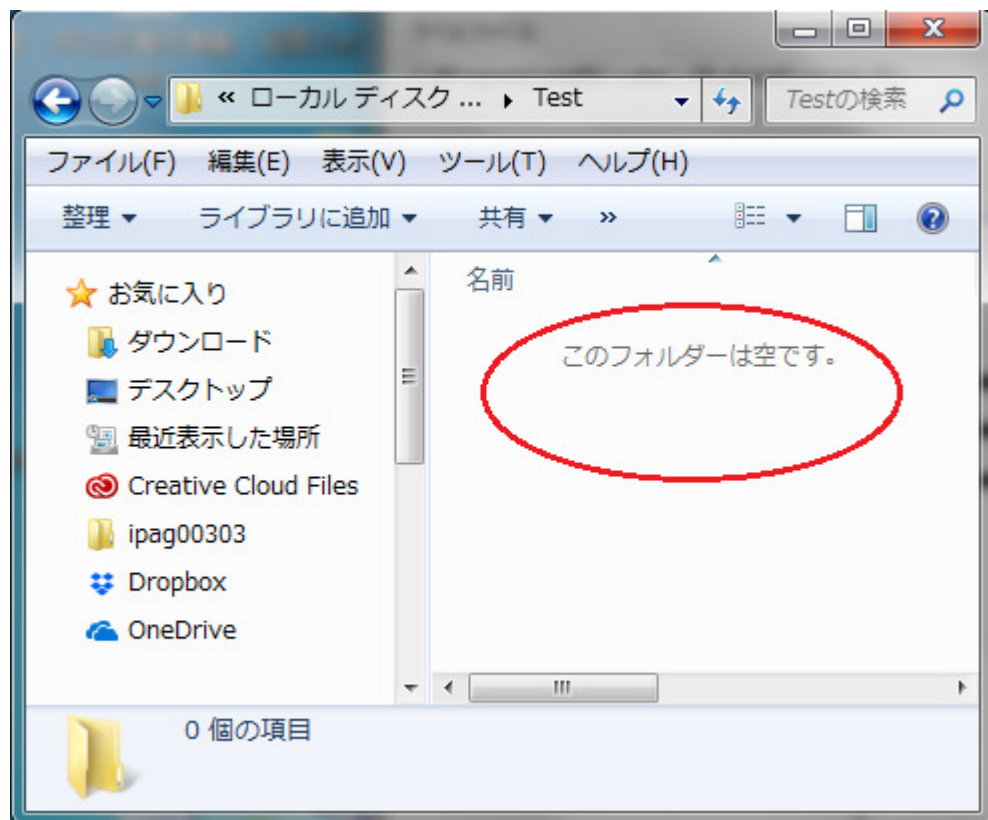 « ローカル ディスク ... ▸ Test
Testの検索
ファイル(F) 編集(E) 表示(V) ツール(T) ヘルプ(H)
整理 ライブラリに追加 共有 »
お気に入り
ダウンロード
デスクトップ
最近表示した場所
Creative Cloud Files
ipag00303
Dropbox
OneDrive
名前
このフォルダーは空です。
0 個の項目